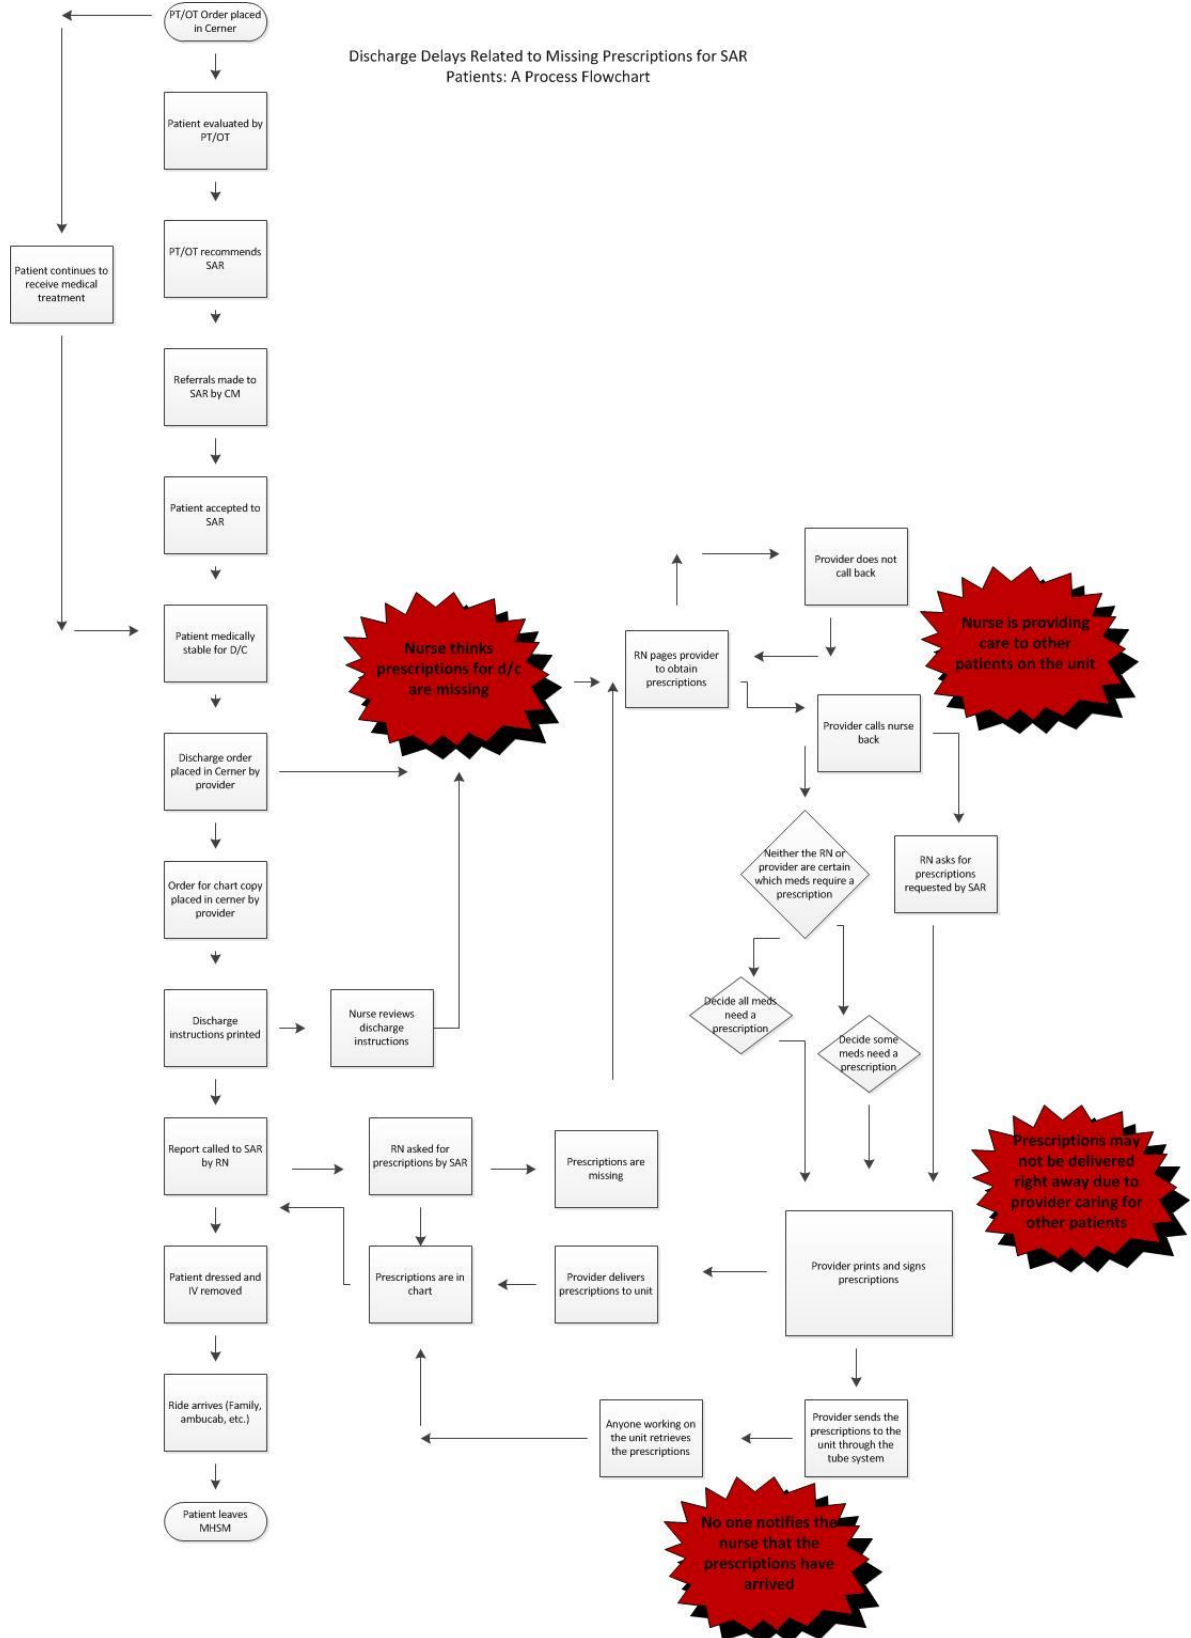 PT/OT Order placed
in Cerner
Discharge Delays Related to Missing Prescriptions for SAR
Patients: A Process Flowchart
Patient evaluated by
PT/OT
PT/OT recommends
SAR
Patient continues to
receive medical
treatment
Referrals made to
SAR by CM
Patient accepted to
SAR
Patient medically
stable for D/C
Nurse thinks
prescriptions for d/c
are missing
RN pages provider
to obtain
prescriptions
Provider does not
call back
Nurse is providing
care to other
patients on the unit
Provider calls nurse
back
Discharge order
placed in Cerner by
provider
Order for chart copy
placed in cerner by
provider
Neither the RN or
provider are certain
which meds require a
prescription
RN asks for
prescriptions
requested by SAR
Decide all meds
need a
prescription
Decide some
meds need a
prescription
Discharge
instructions printed
Nurse reviews
discharge
instructions
Report called to SAR
by RN
RN asked for
prescriptions by SAR
Prescriptions are
missing
Prescriptions may
not be delivered
right away due to
provider caring for
other patients
Patient dressed and
IV removed
Prescriptions are in
chart
Provider delivers
prescriptions to unit
Provider prints and signs
prescriptions
Ride arrives (Family,
ambucab, etc.)
Anyone working on
the unit retrieves
the prescriptions
Provider sends the
prescriptions to the
unit through the
tube system
Patient leaves
MHSM
No one notifies the
nurse that the
prescriptions have
arrived